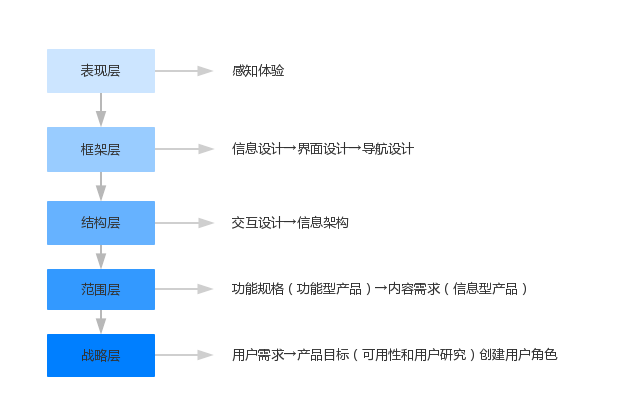 表现层 感知体验
框架层 信息设计→界面设计→导航设计
结构层 交互设计→信息架构
范围层 功能规格（功能型产品）→内容需求（信息型产品）
战略层 用户需求→产品目标（可用性和用户研究）创建用户角色